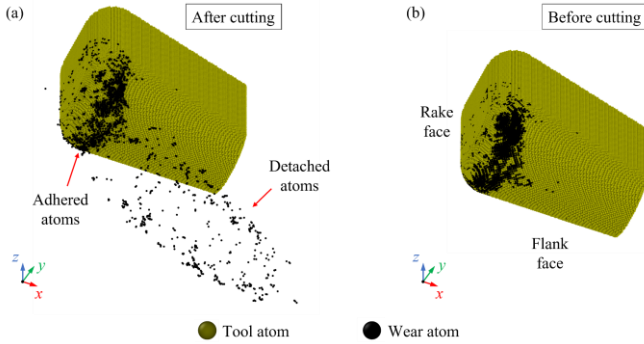 (a)
After cutting
Adhered
atoms
Detached
atoms
z
y
x
(b)
Before cutting
Rake
face
Flank
face
z
y
x
Tool atom
Wear atom